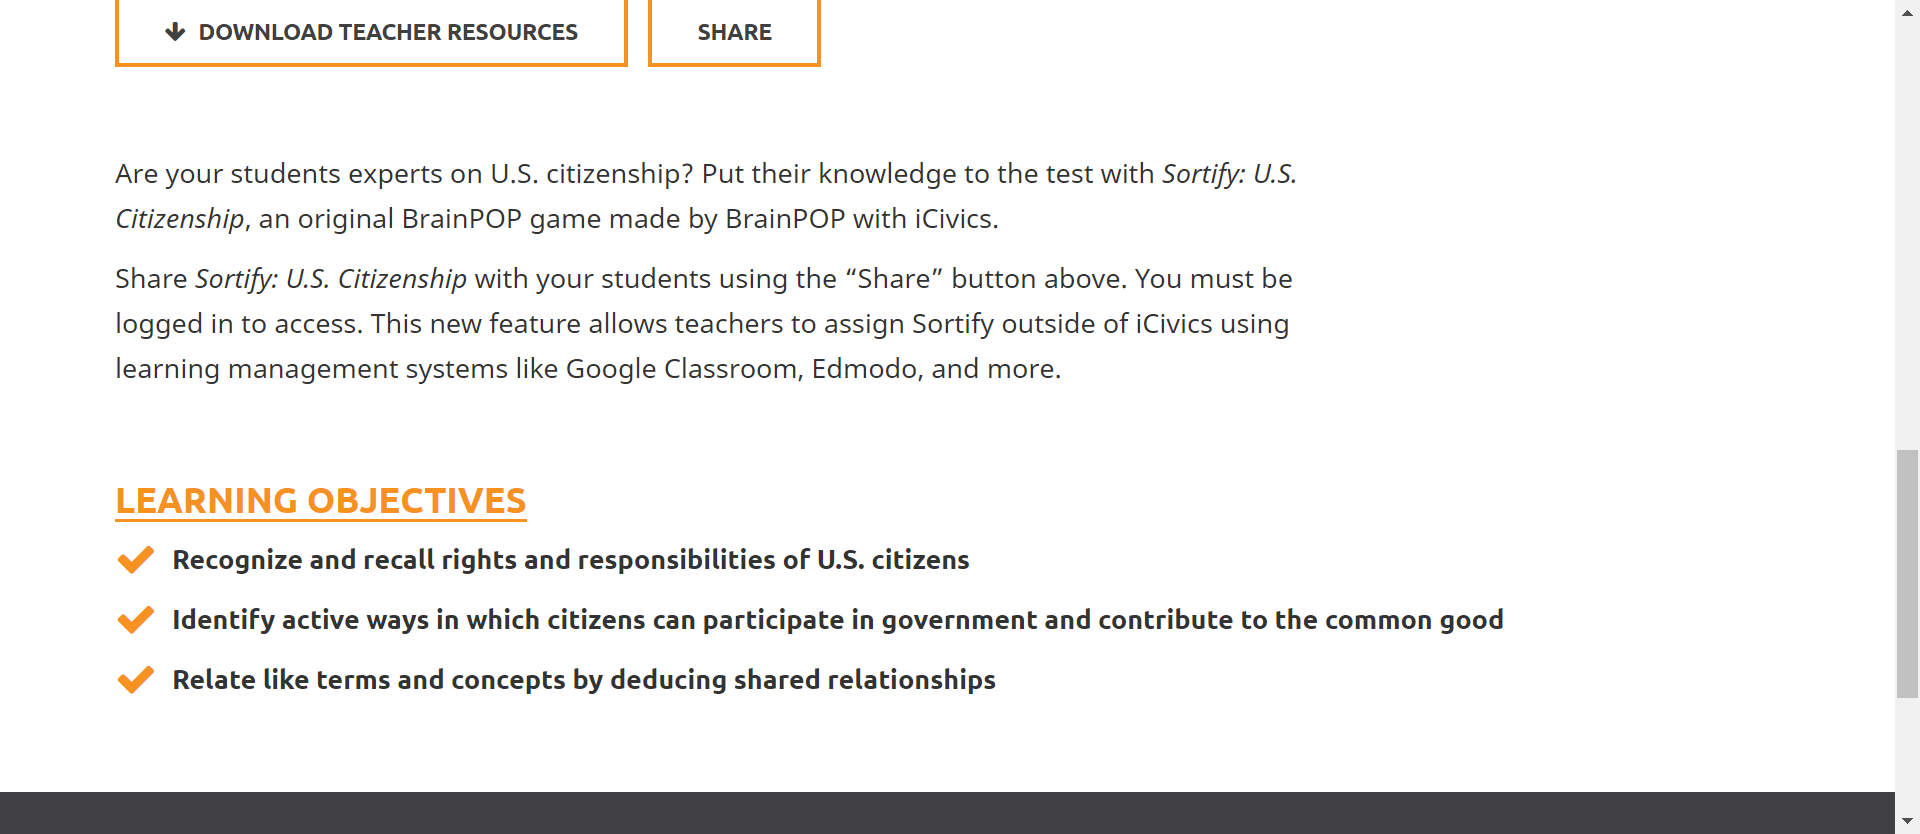 DOWNLOAD TEACHER RESOURCES
SHARE
Are your students experts on U.S. citizenship? Put their knowledge to the test with Sortify: U.S.
Citizenship, an original BrainPOP game made by BrainPOP with iCivics.
Share Sortify: U.S. Citizenship with your students using the “Share” button above. You must be
logged in to access. This new feature allows teachers to assign Sortify outside of iCivics using
learning management systems like Google Classroom, Edmodo, and more.
LEARNING OBJECTIVES
Recognize and recall rights and responsibilities of U.S. citizens
Identify active ways in which citizens can participate in government and contribute to the common good
Relate like terms and concepts by deducing shared relationships